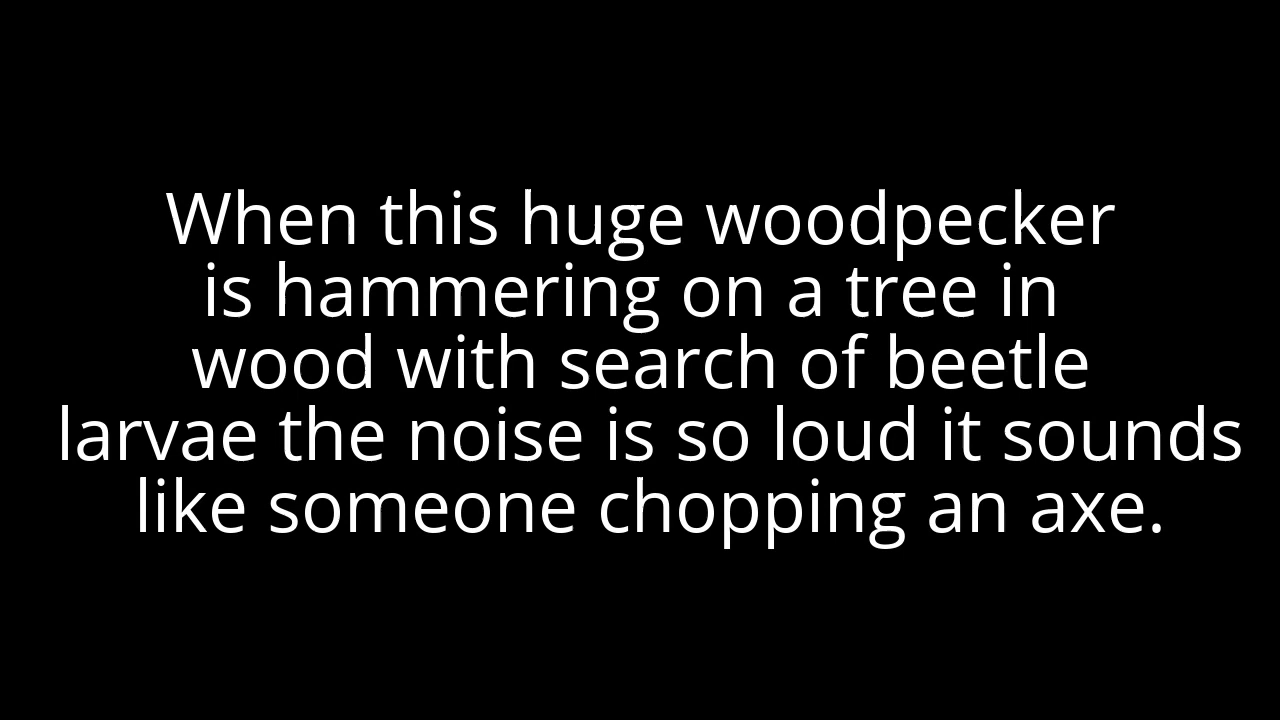 When this huge woodpecker
is hammering on a tree in
wood with search of beetle
larvae the noise is so loud it sounds
like someone chopping an axe.